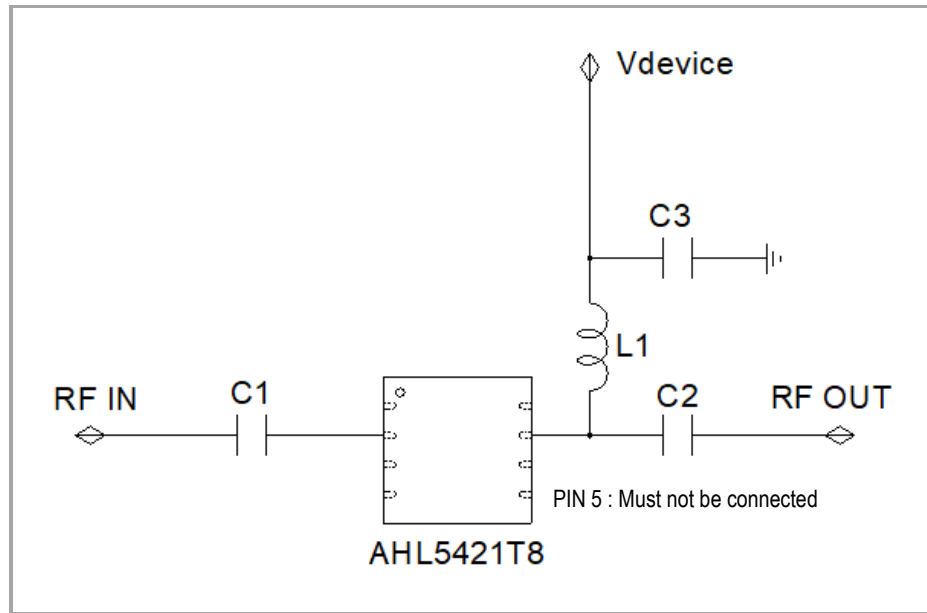 Vdevice
C3
L1
RF IN
C1
C2
RF OUT
PIN 5 : Must not be connected
AHL5421T8